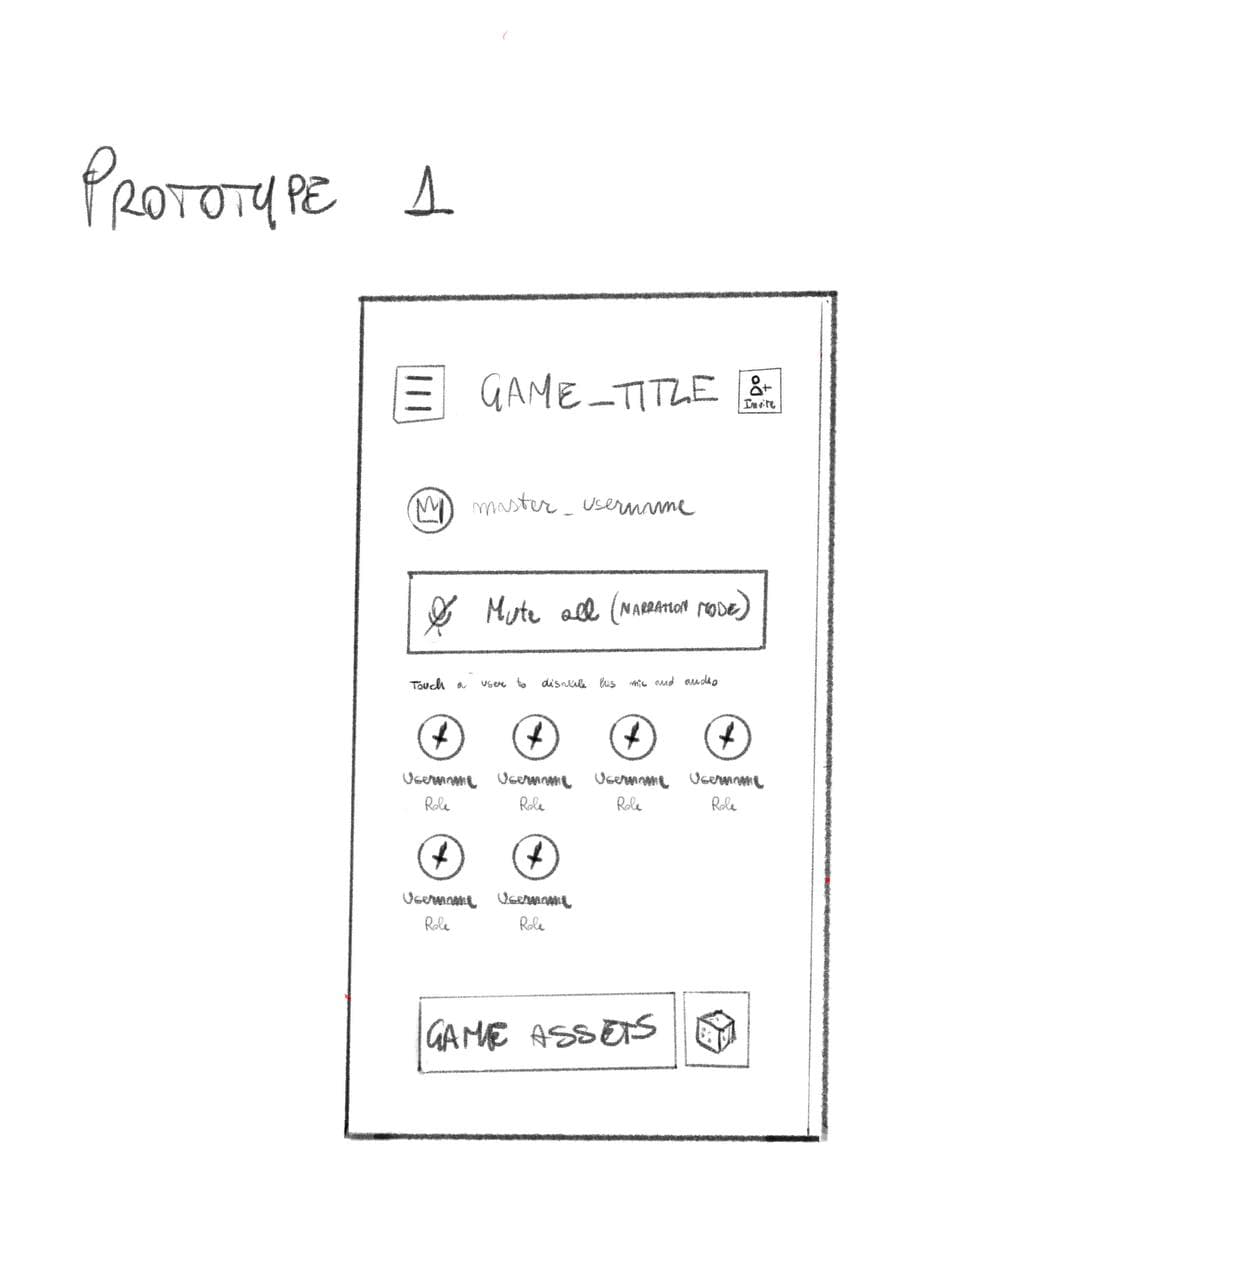 PROTOTYPE 1
GAME_TITLE
Invite
master_username
Mute all (NARRATION MODE)
Touch a user to disable his mic and audio
Username Username Username Username
Role Role Role Role
Username Username
Role Role
GAME ASSETS